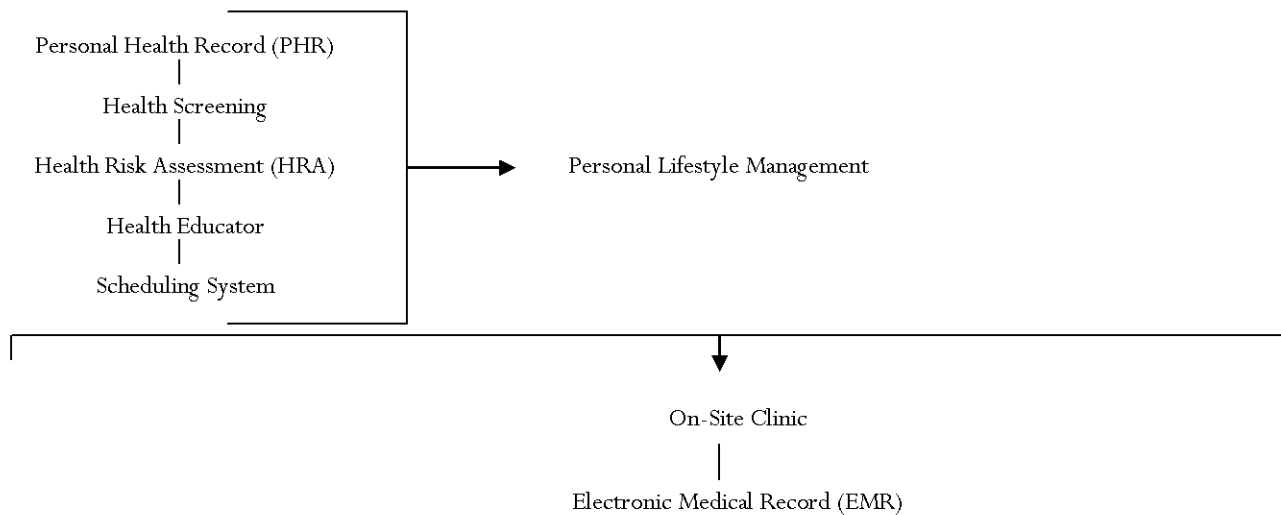 Personal Health Record (PHR)
Health Screening
Health Risk Assessment (HRA)
Personal Lifestyle Management
Health Educator
Scheduling System
On-Site Clinic
Electronic Medical Record (EMR)